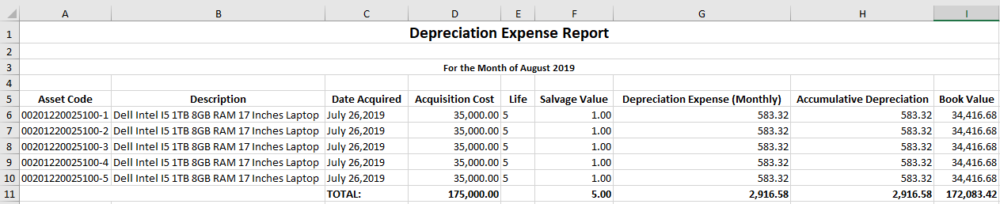 A B C D E F G H I
1 Depreciation Expense Report
2
3 For the Month of August 2019
4
5 Asset Code Description Date Acquired Acquisition Cost Life Salvage Value Depreciation Expense (Monthly) Accumulative Depreciation Book Value
6 00201220025100-1 Dell Intel I5 1TB 8GB RAM 17 Inches Laptop July 26,2019 35,000.00 5 1.00 583.32 583.32 34,416.68
7 00201220025100-2 Dell Intel I5 1TB 8GB RAM 17 Inches Laptop July 26,2019 35,000.00 5 1.00 583.32 583.32 34,416.68
8 00201220025100-3 Dell Intel I5 1TB 8GB RAM 17 Inches Laptop July 26,2019 35,000.00 5 1.00 583.32 583.32 34,416.68
9 00201220025100-4 Dell Intel I5 1TB 8GB RAM 17 Inches Laptop July 26,2019 35,000.00 5 1.00 583.32 583.32 34,416.68
10 00201220025100-5 Dell Intel I5 1TB 8GB RAM 17 Inches Laptop July 26,2019 35,000.00 5 1.00 583.32 583.32 34,416.68
11 TOTAL: 175,000.00 5.00 2,916.58 2,916.58 172,083.42